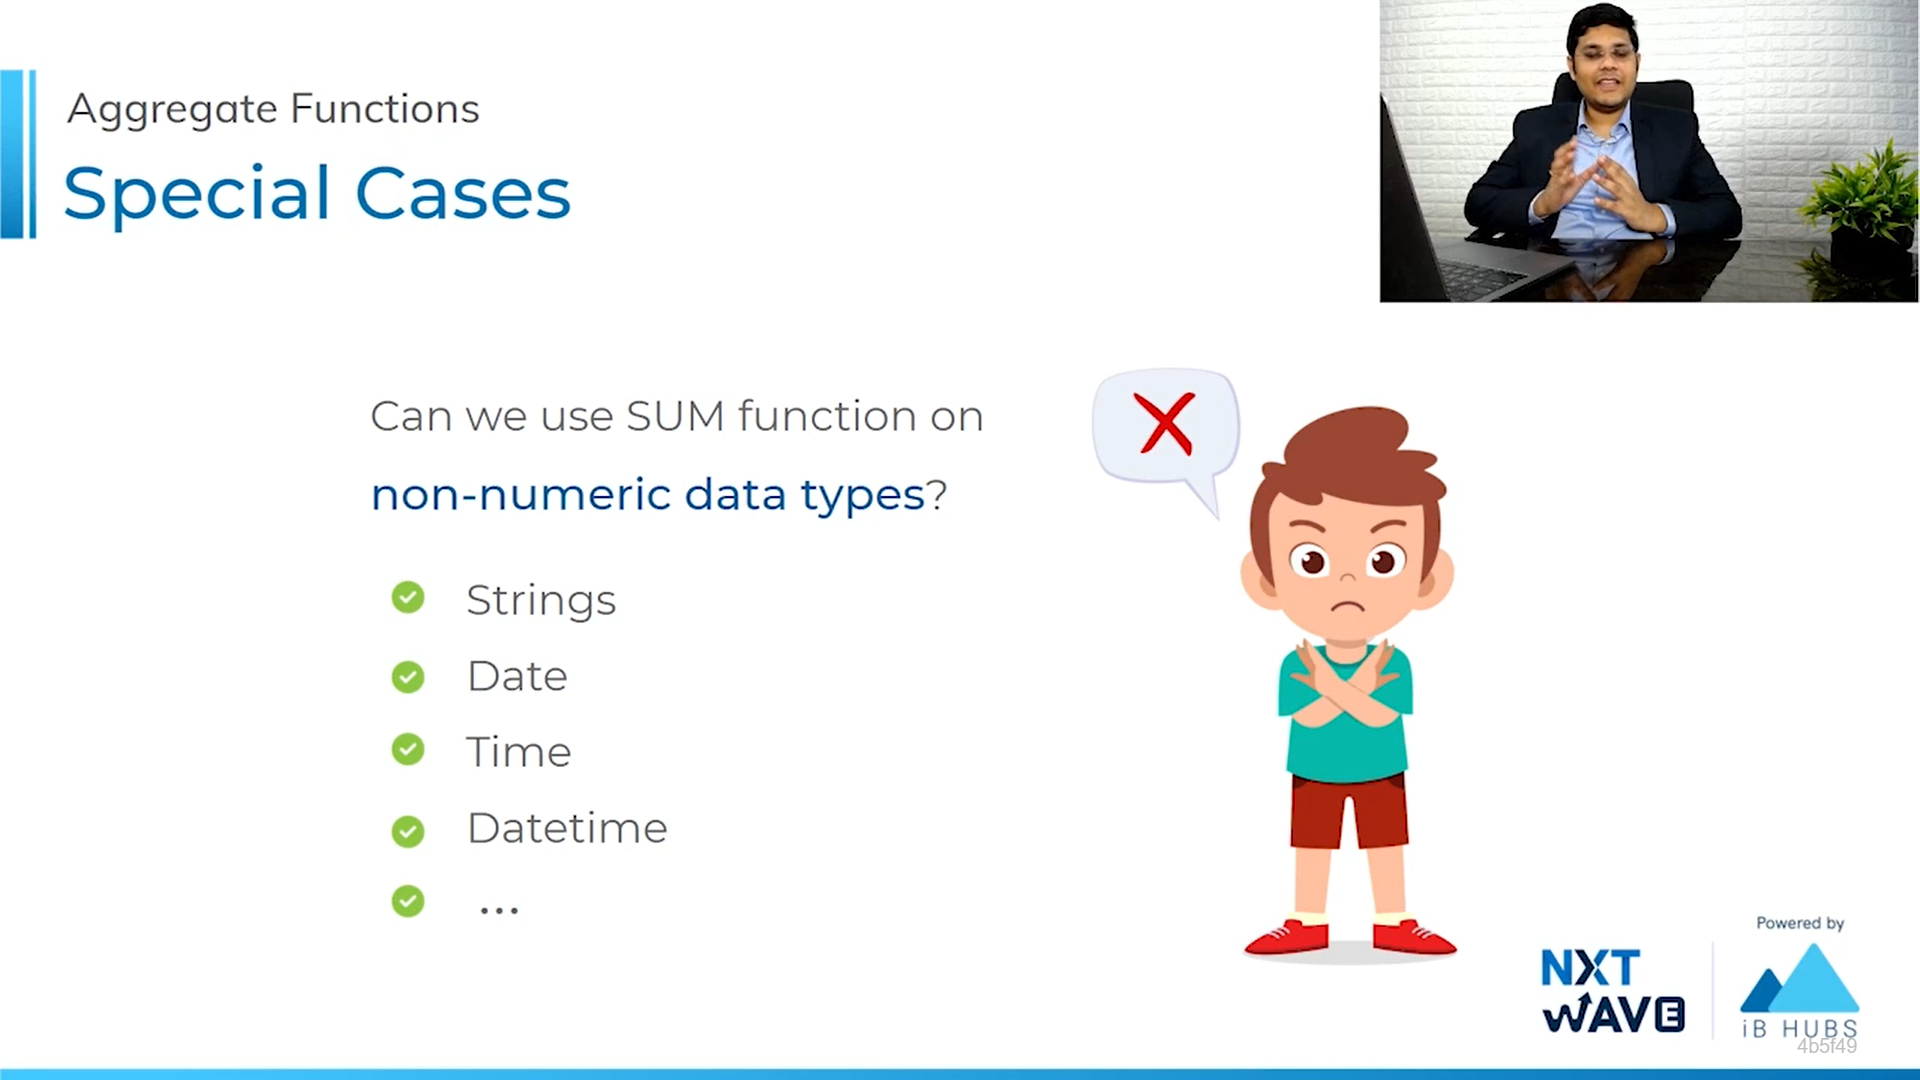 Aggregate Functions
Special Cases
Can we use SUM function on
non-numeric data types?
Strings
Date
Time
Datetime
...
Powered by
NXT
WAVE
iB HUBS
4b5f49